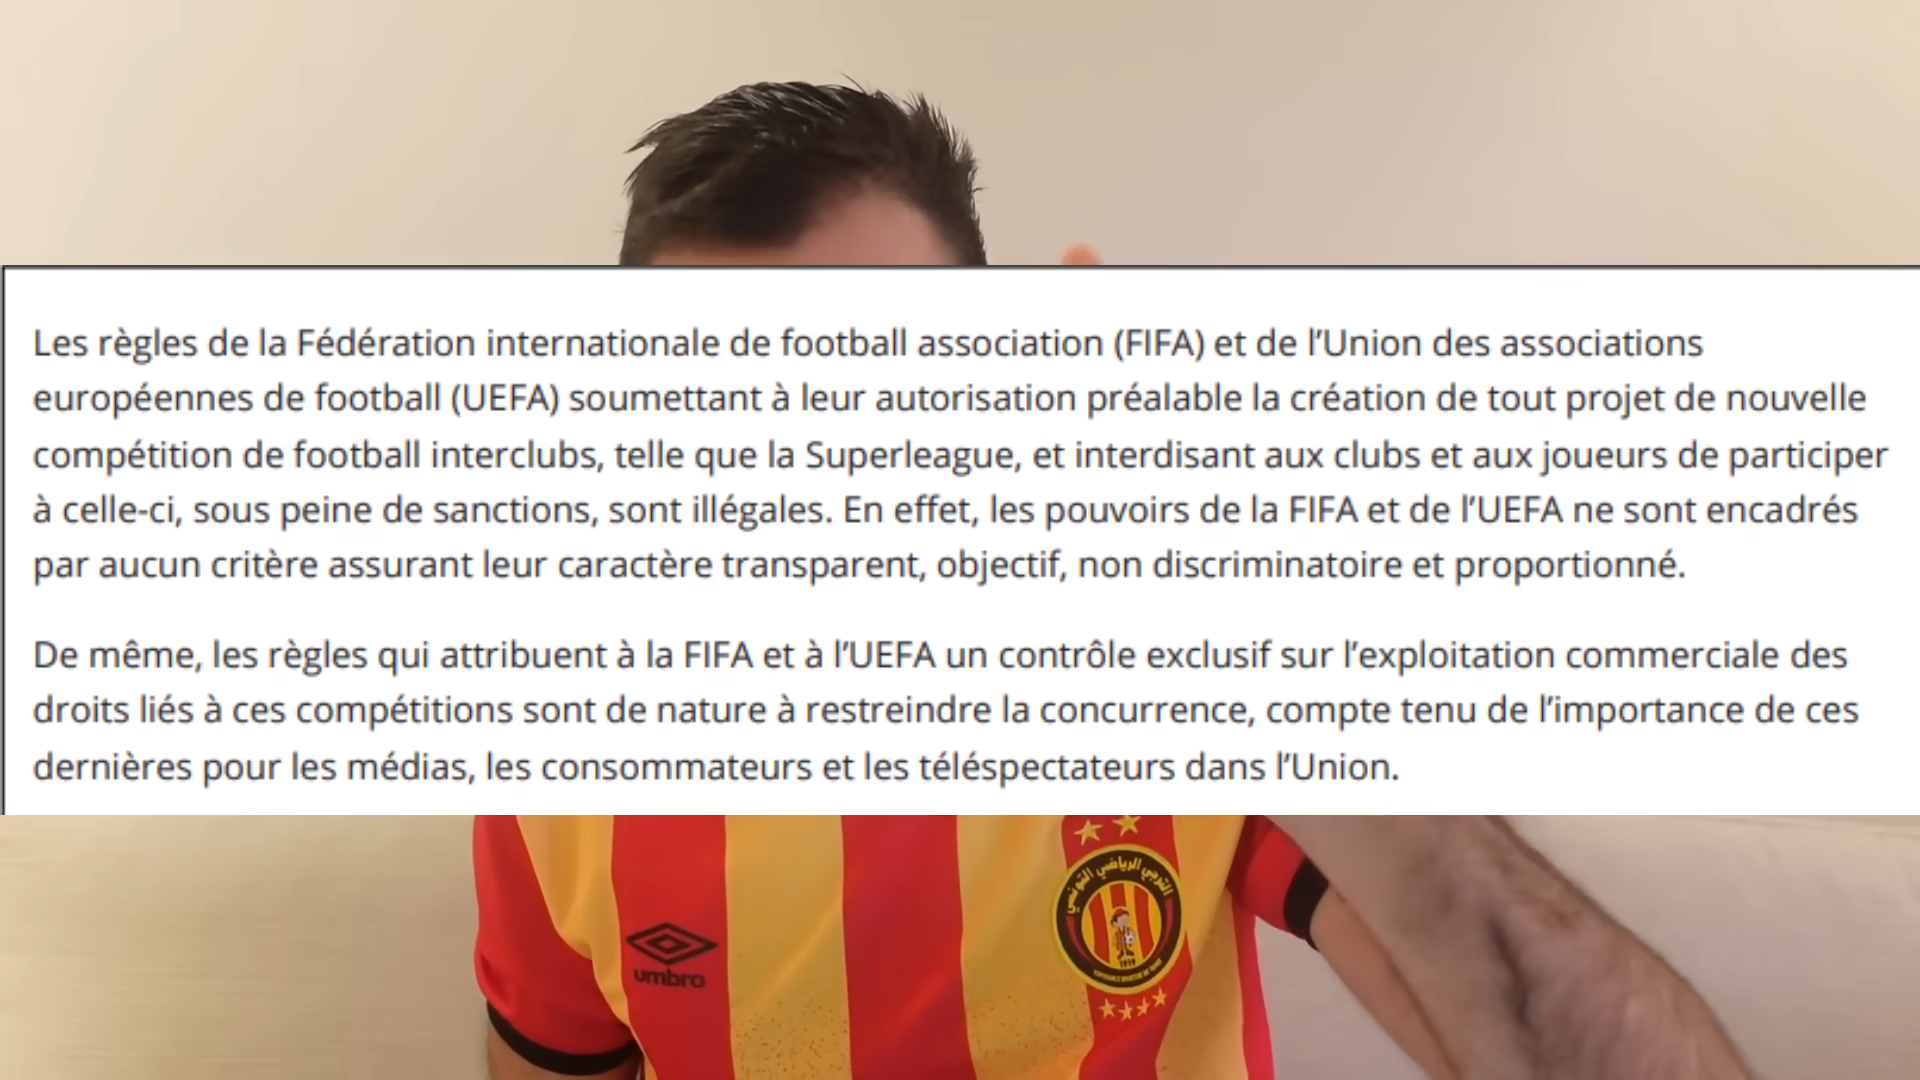 Les règles de la Fédération internationale de football association (FIFA) et de l’Union des associations
européennes de football (UEFA) soumettant à leur autorisation préalable la création de tout projet de nouvelle
compétition de football interclubs, telle que la Superleague, et interdisant aux clubs et aux joueurs de participer
à celle-ci, sous peine de sanctions, sont illégales. En effet, les pouvoirs de la FIFA et de l’UEFA ne sont encadrés
par aucun critère assurant leur caractère transparent, objectif, non discriminatoire et proportionné.
De même, les règles qui attribuent à la FIFA et à l’UEFA un contrôle exclusif sur l’exploitation commerciale des
droits liés à ces compétitions sont de nature à restreindre la concurrence, compte tenu de l’importance de ces
dernières pour les médias, les consommateurs et les téléspectateurs dans l’Union.
umbro
الترجي الرياضي التونسي
1919